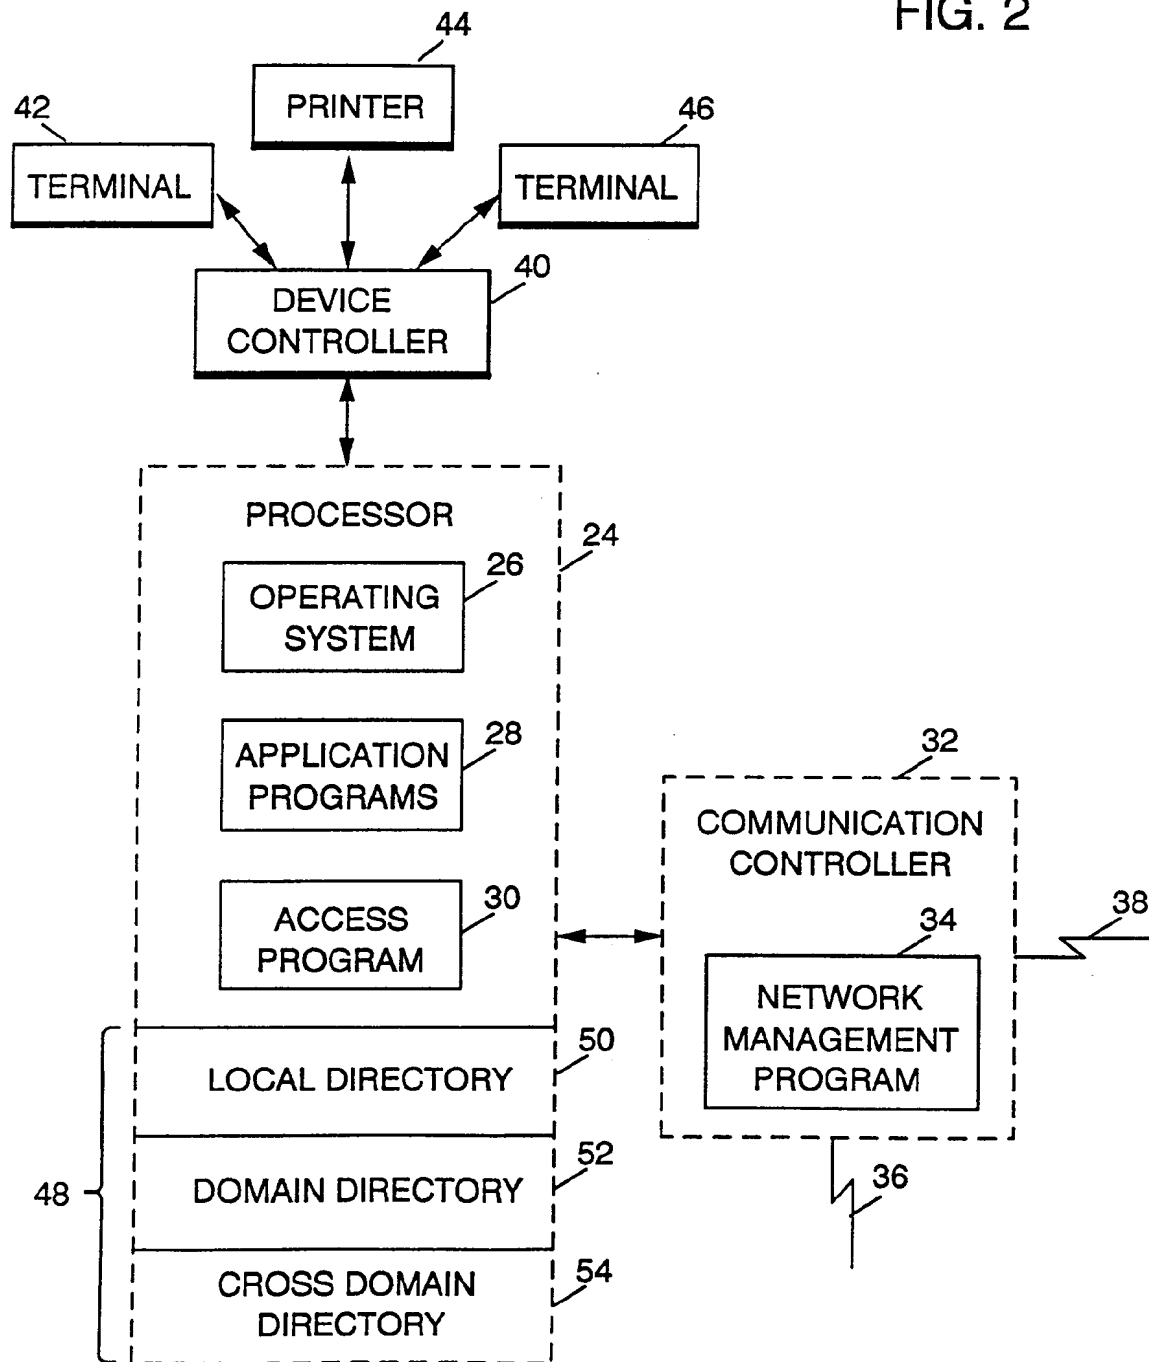 FIG. 2
44
PRINTER
42
TERMINAL
46
TERMINAL
40
DEVICE
CONTROLLER
PROCESSOR
24
26
OPERATING
SYSTEM
28
APPLICATION
PROGRAMS
30
ACCESS
PROGRAM
32
COMMUNICATION
CONTROLLER
34
NETWORK
MANAGEMENT
PROGRAM
38
36
48
50
LOCAL DIRECTORY
52
DOMAIN DIRECTORY
54
CROSS DOMAIN
DIRECTORY